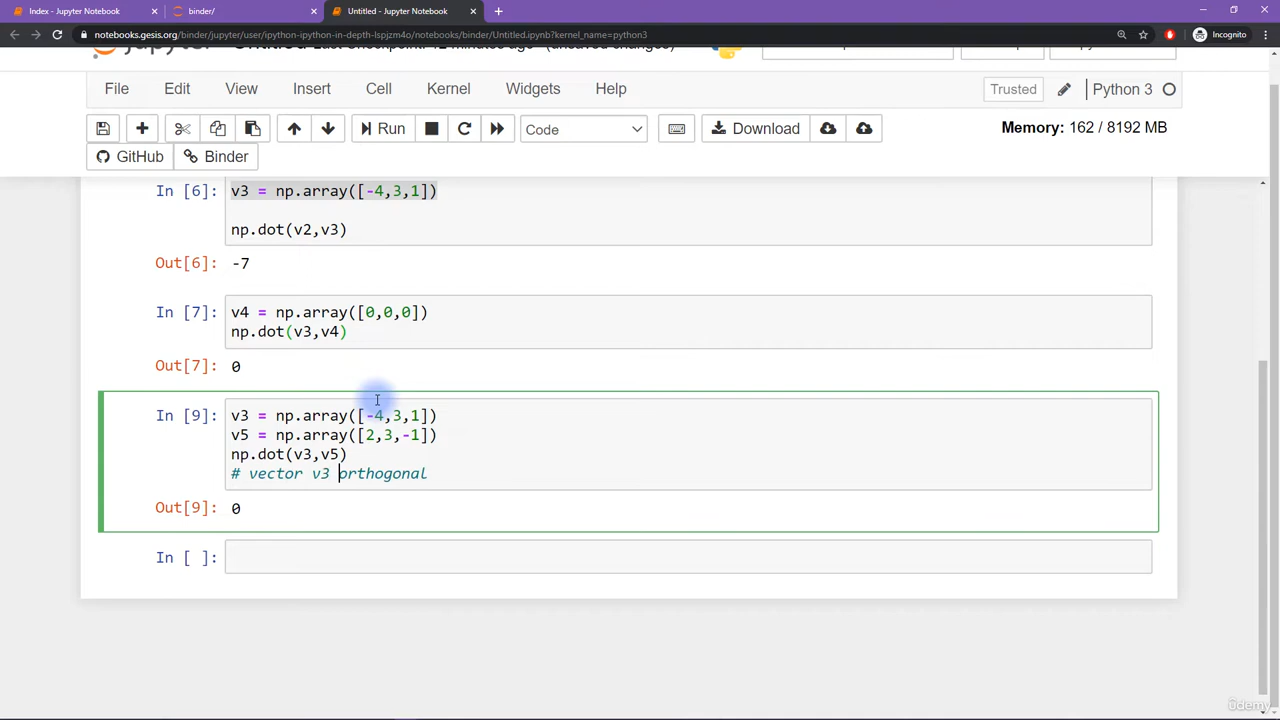 Index - Jupyter Notebook
binder/
Untitled - Jupyter Notebook
notebooks.gesis.org/binder/jupyter/user/ipython-ipython-in-depth-lspjzm4o/notebooks/binder/Untitled.ipynb?kernel_name=python3
Incognito
File Edit View Insert Cell Kernel Widgets Help
Trusted
Python 3
Run
Code
Download
Memory: 162 / 8192 MB
GitHub
Binder
In [6]: v3 = np.array([-4,3,1])
np.dot(v2,v3)
Out[6]: -7
In [7]: v4 = np.array([0,0,0])
np.dot(v3,v4)
Out[7]: 0
In [9]: v3 = np.array([-4,3,1])
v5 = np.array([2,3,-1])
np.dot(v3,v5)
# vector v3 orthogonal
Out[9]: 0
In [ ]:
ûdemy